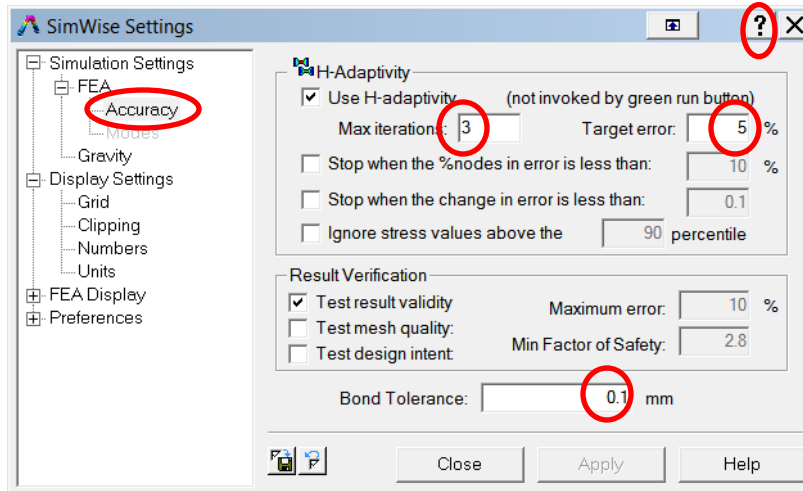 SimWise Settings ? X
Simulation Settings
FEA
Accuracy
Modes
Gravity
Display Settings
Grid
Clipping
Numbers
Units
FEA Display
Preferences
H-Adaptivity
Use H-adaptivity (not invoked by green run button)
Max iterations: 3 Target error: 5 %
Stop when the %nodes in error is less than: 10 %
Stop when the change in error is less than: 0.1
Ignore stress values above the 90 percentile
Result Verification
Test result validity Maximum error: 10 %
Test mesh quality:
Test design intent: Min Factor of Safety: 2.8
Bond Tolerance: 0.1 mm
Close Apply Help